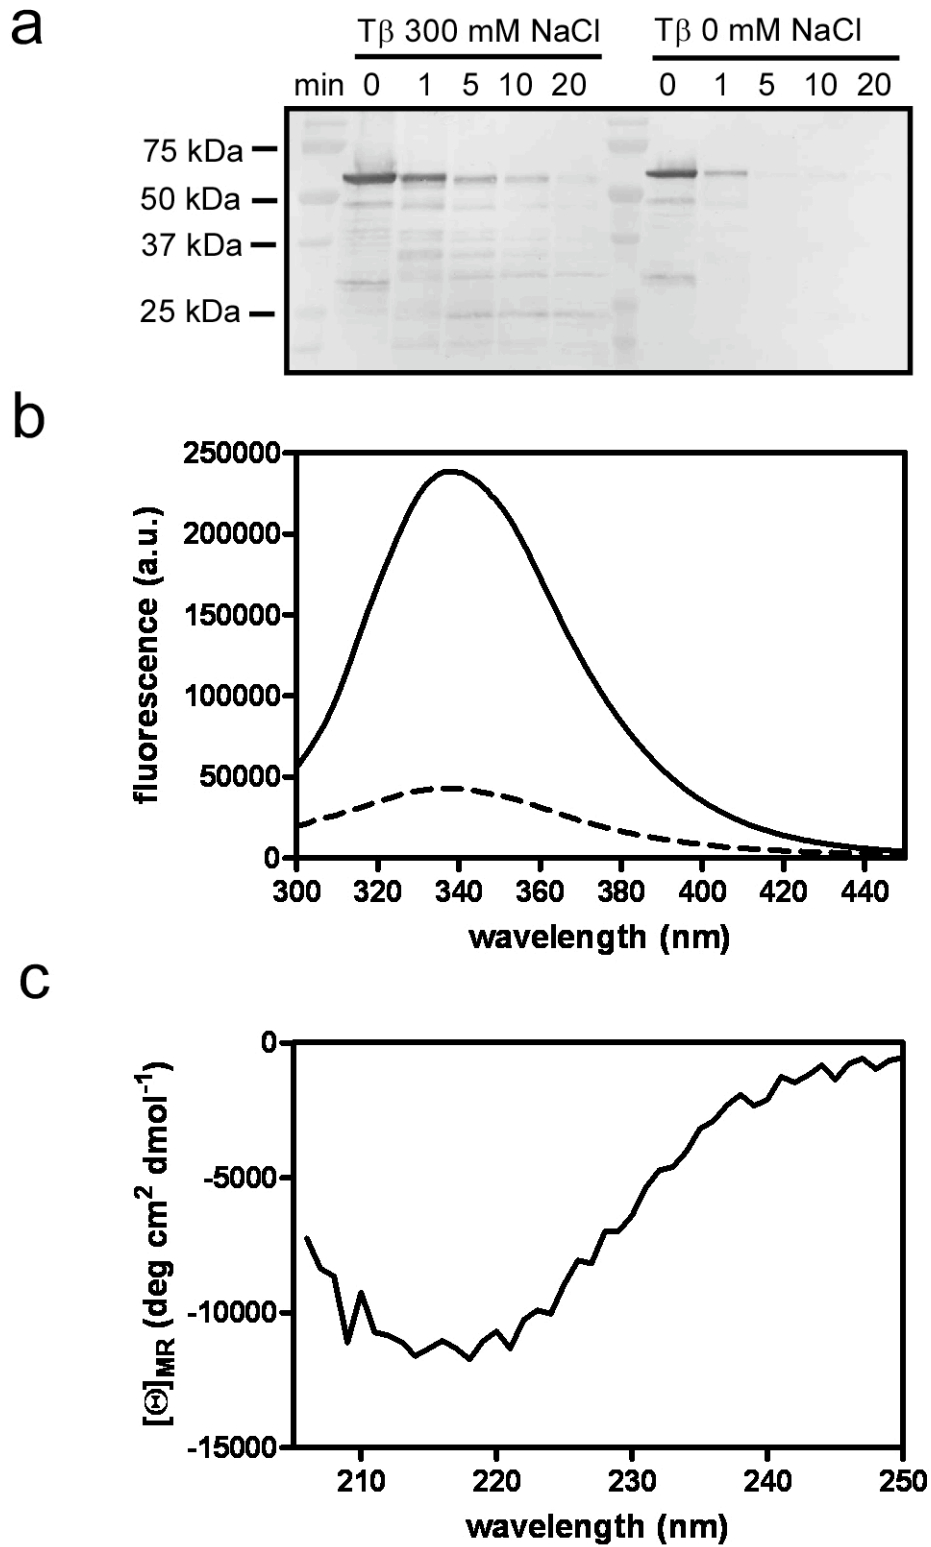 a
Tβ 300 mM NaCl Tβ 0 mM NaCl
min 0 1 5 10 20 0 1 5 10 20
75 kDa
50 kDa
37 kDa
25 kDa
b
250000
200000
150000
100000
50000
0
fluorescence (a.u.)
300 320 340 360 380 400 420 440
wavelength (nm)
c
0
-5000
-10000
-15000
[Θ]MR (deg cm² dmol⁻¹)
210 220 230 240 250
wavelength (nm)